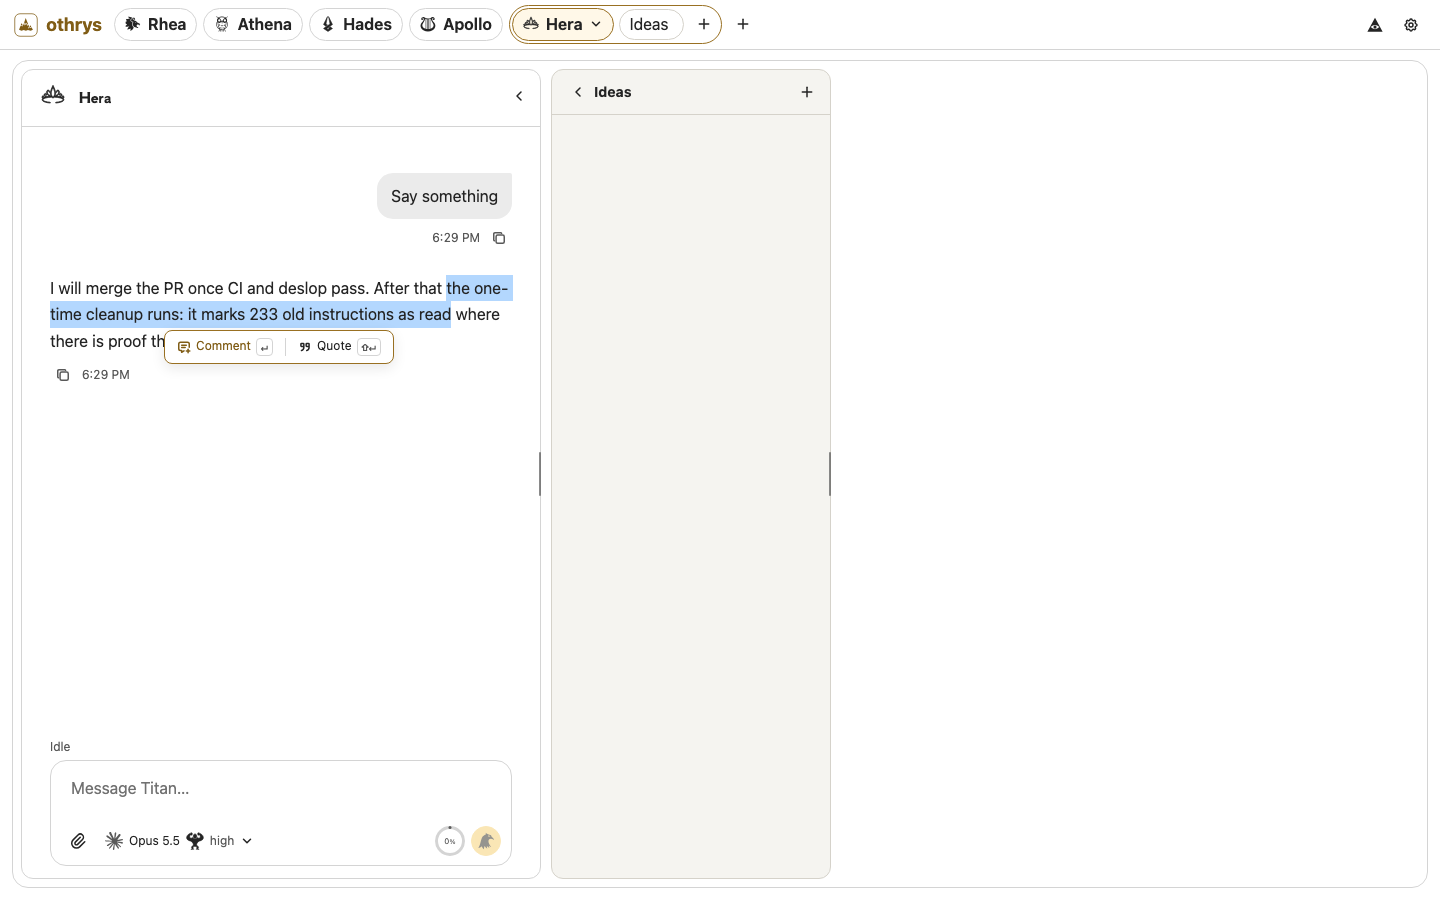 othrys
Rhea
Athena
Hades
Apollo
Hera
Ideas
Hera
Ideas
Say something
6:29 PM
I will merge the PR once CI and deslop pass. After that the one-
time cleanup runs: it marks 233 old instructions as read where
there is proof th
Comment
Quote
6:29 PM
Idle
Message Titan...
Opus 5.5
high
0%